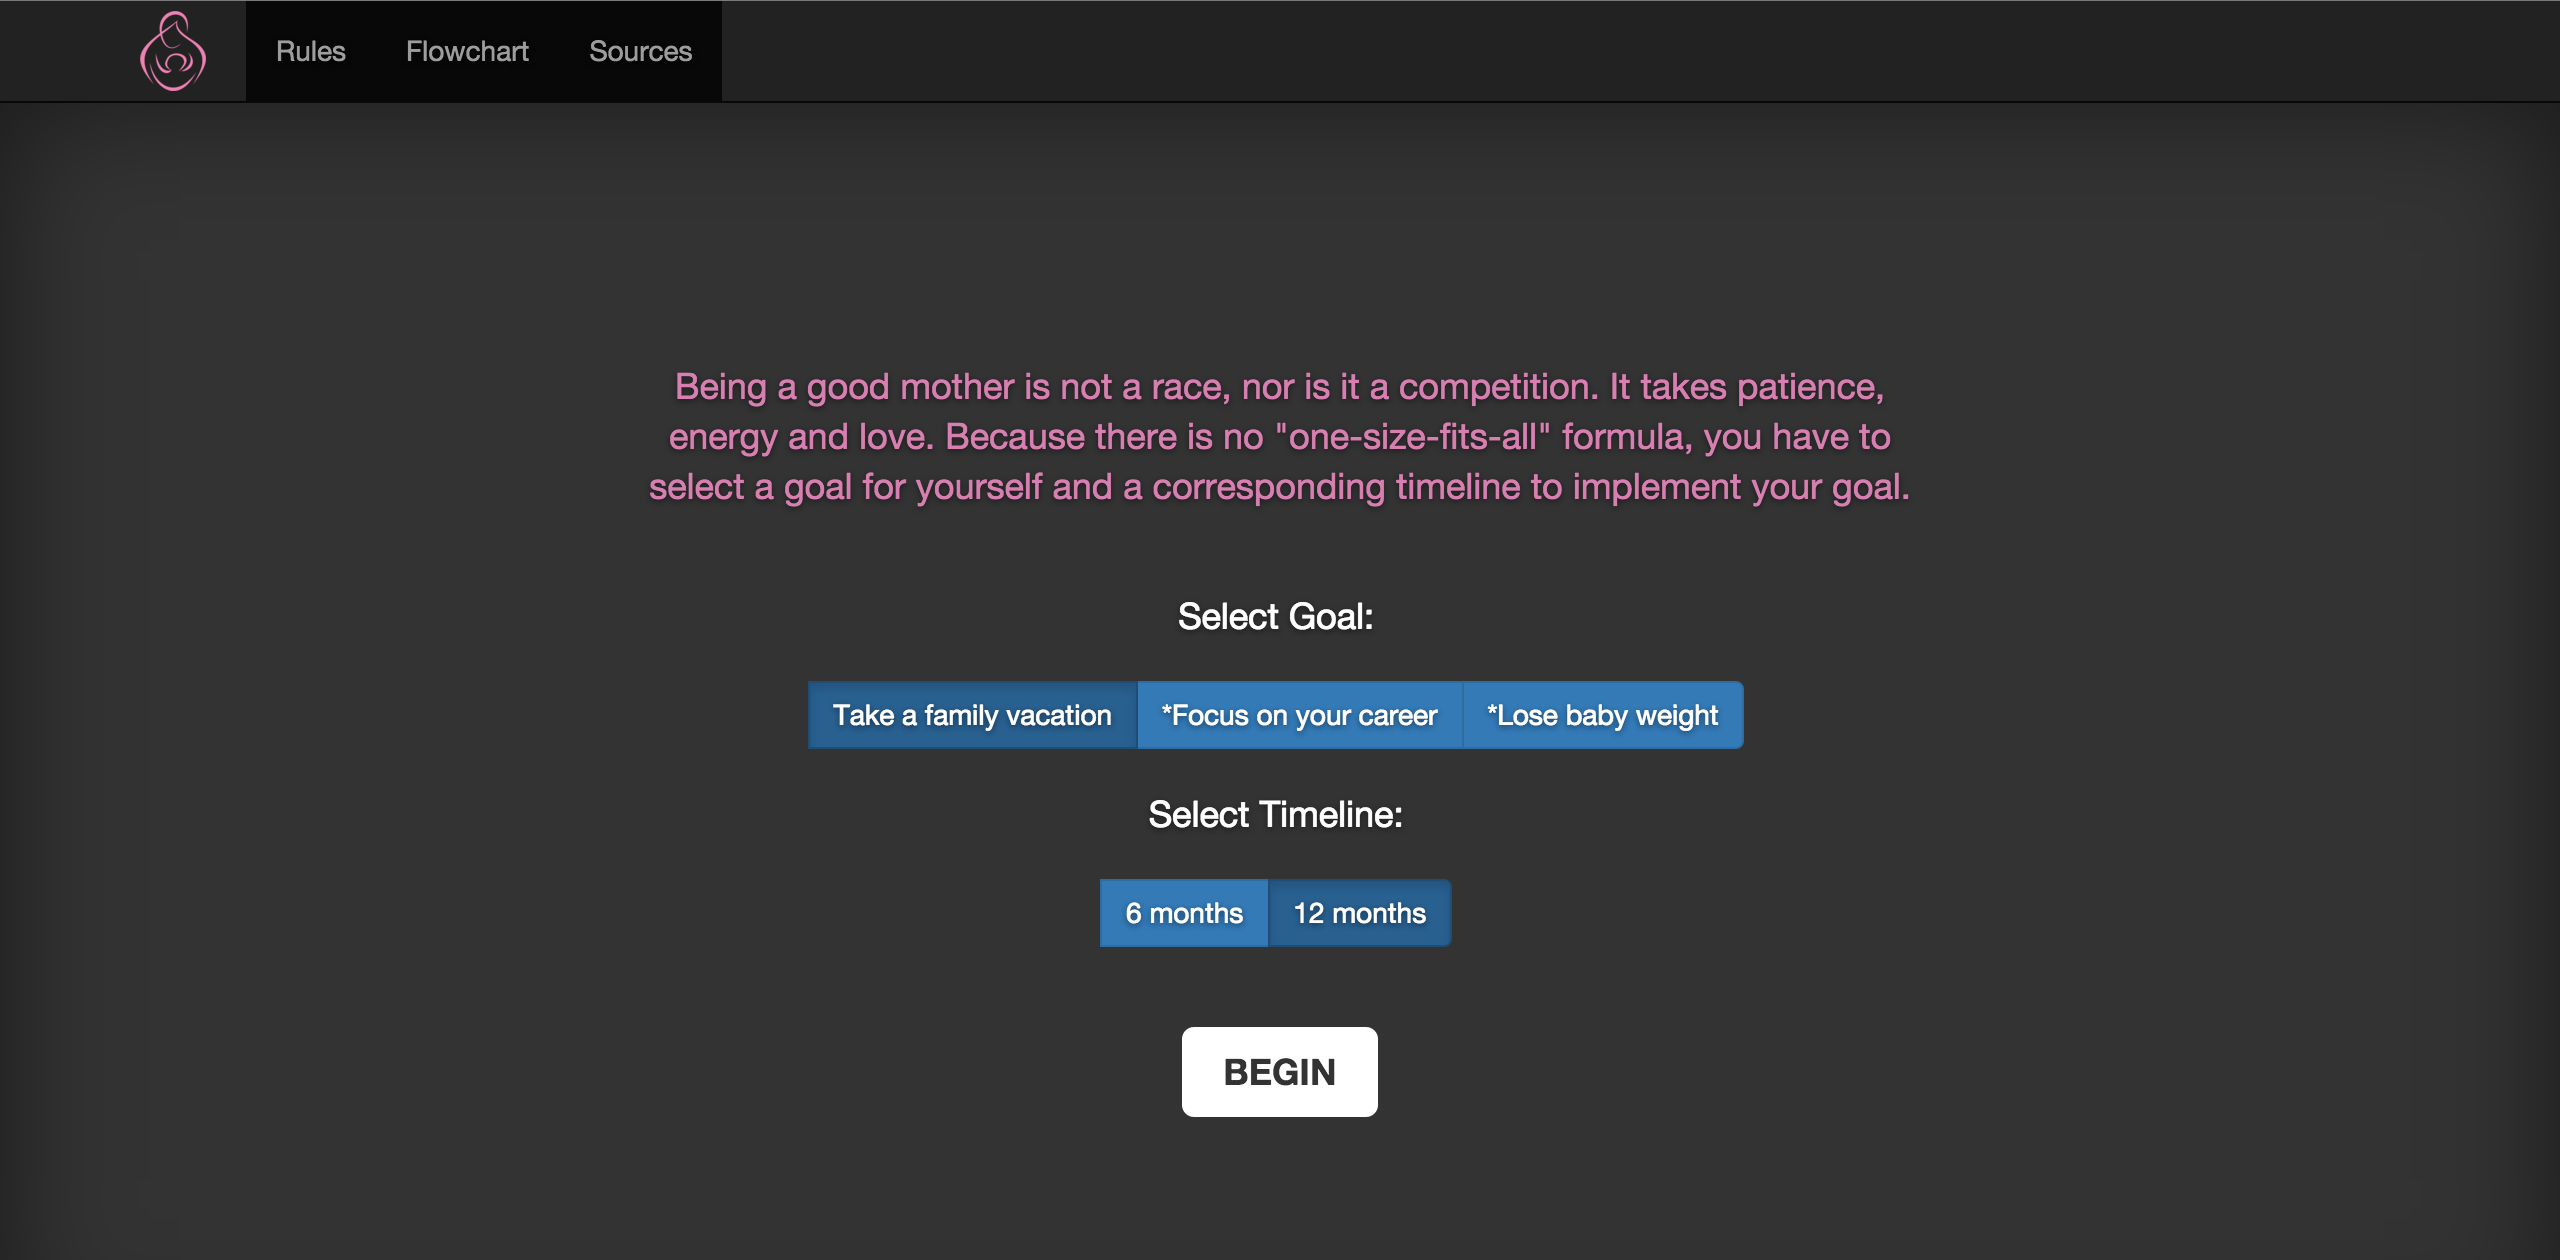 Rules
Flowchart
Sources
Being a good mother is not a race, nor is it a competition. It takes patience,
energy and love. Because there is no "one-size-fits-all" formula, you have to
select a goal for yourself and a corresponding timeline to implement your goal.
Select Goal:
Take a family vacation
*Focus on your career
*Lose baby weight
Select Timeline:
6 months
12 months
BEGIN